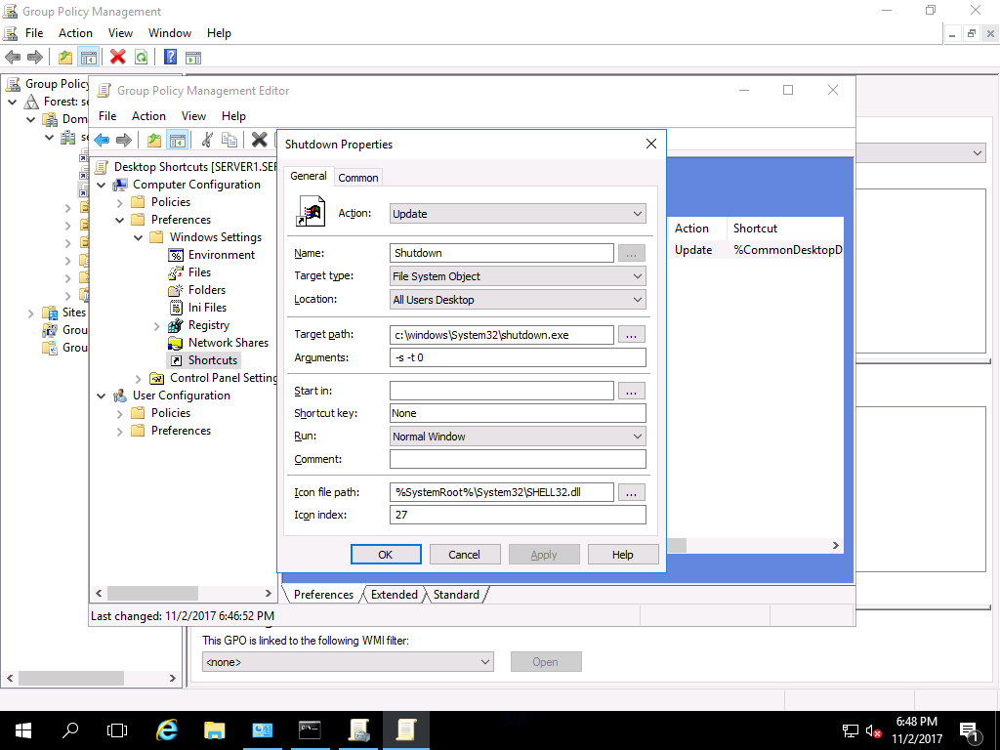 Group Policy Management
File Action View Window Help
Group Policy
Forest: se
Dom
se
Sites
Grou
Grou
Group Policy Management Editor
File Action View Help
Desktop Shortcuts [SERVER1.SER
Computer Configuration
Policies
Preferences
Windows Settings
Environment
Files
Folders
Ini Files
Registry
Network Shares
Shortcuts
Control Panel Setting
User Configuration
Policies
Preferences
Shutdown Properties
General Common
Action: Update
Name: Shutdown ...
Target type: File System Object
Location: All Users Desktop
Target path: c:\windows\System32\shutdown.exe ...
Arguments: -s -t 0
Start in: ...
Shortcut key: None
Run: Normal Window
Comment:
Icon file path: %SystemRoot%\System32\SHELL32.dll ...
Icon index: 27
OK Cancel Apply Help
Action Shortcut
Update %CommonDesktopD
Preferences Extended Standard
Last changed: 11/2/2017 6:46:52 PM
This GPO is linked to the following WMI filter:
<none> Open
6:48 PM
11/2/2017
1